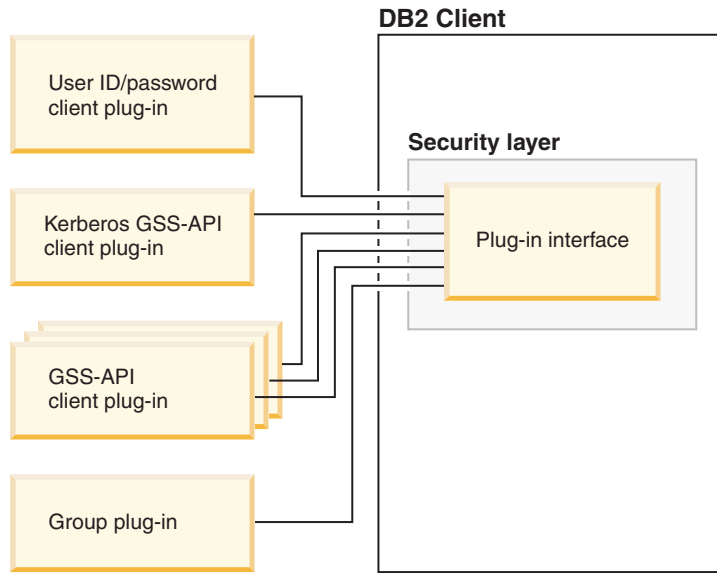 DB2 Client
User ID/password
client plug-in
Security layer
Kerberos GSS-API
client plug-in
Plug-in interface
GSS-API
client plug-in
Group plug-in